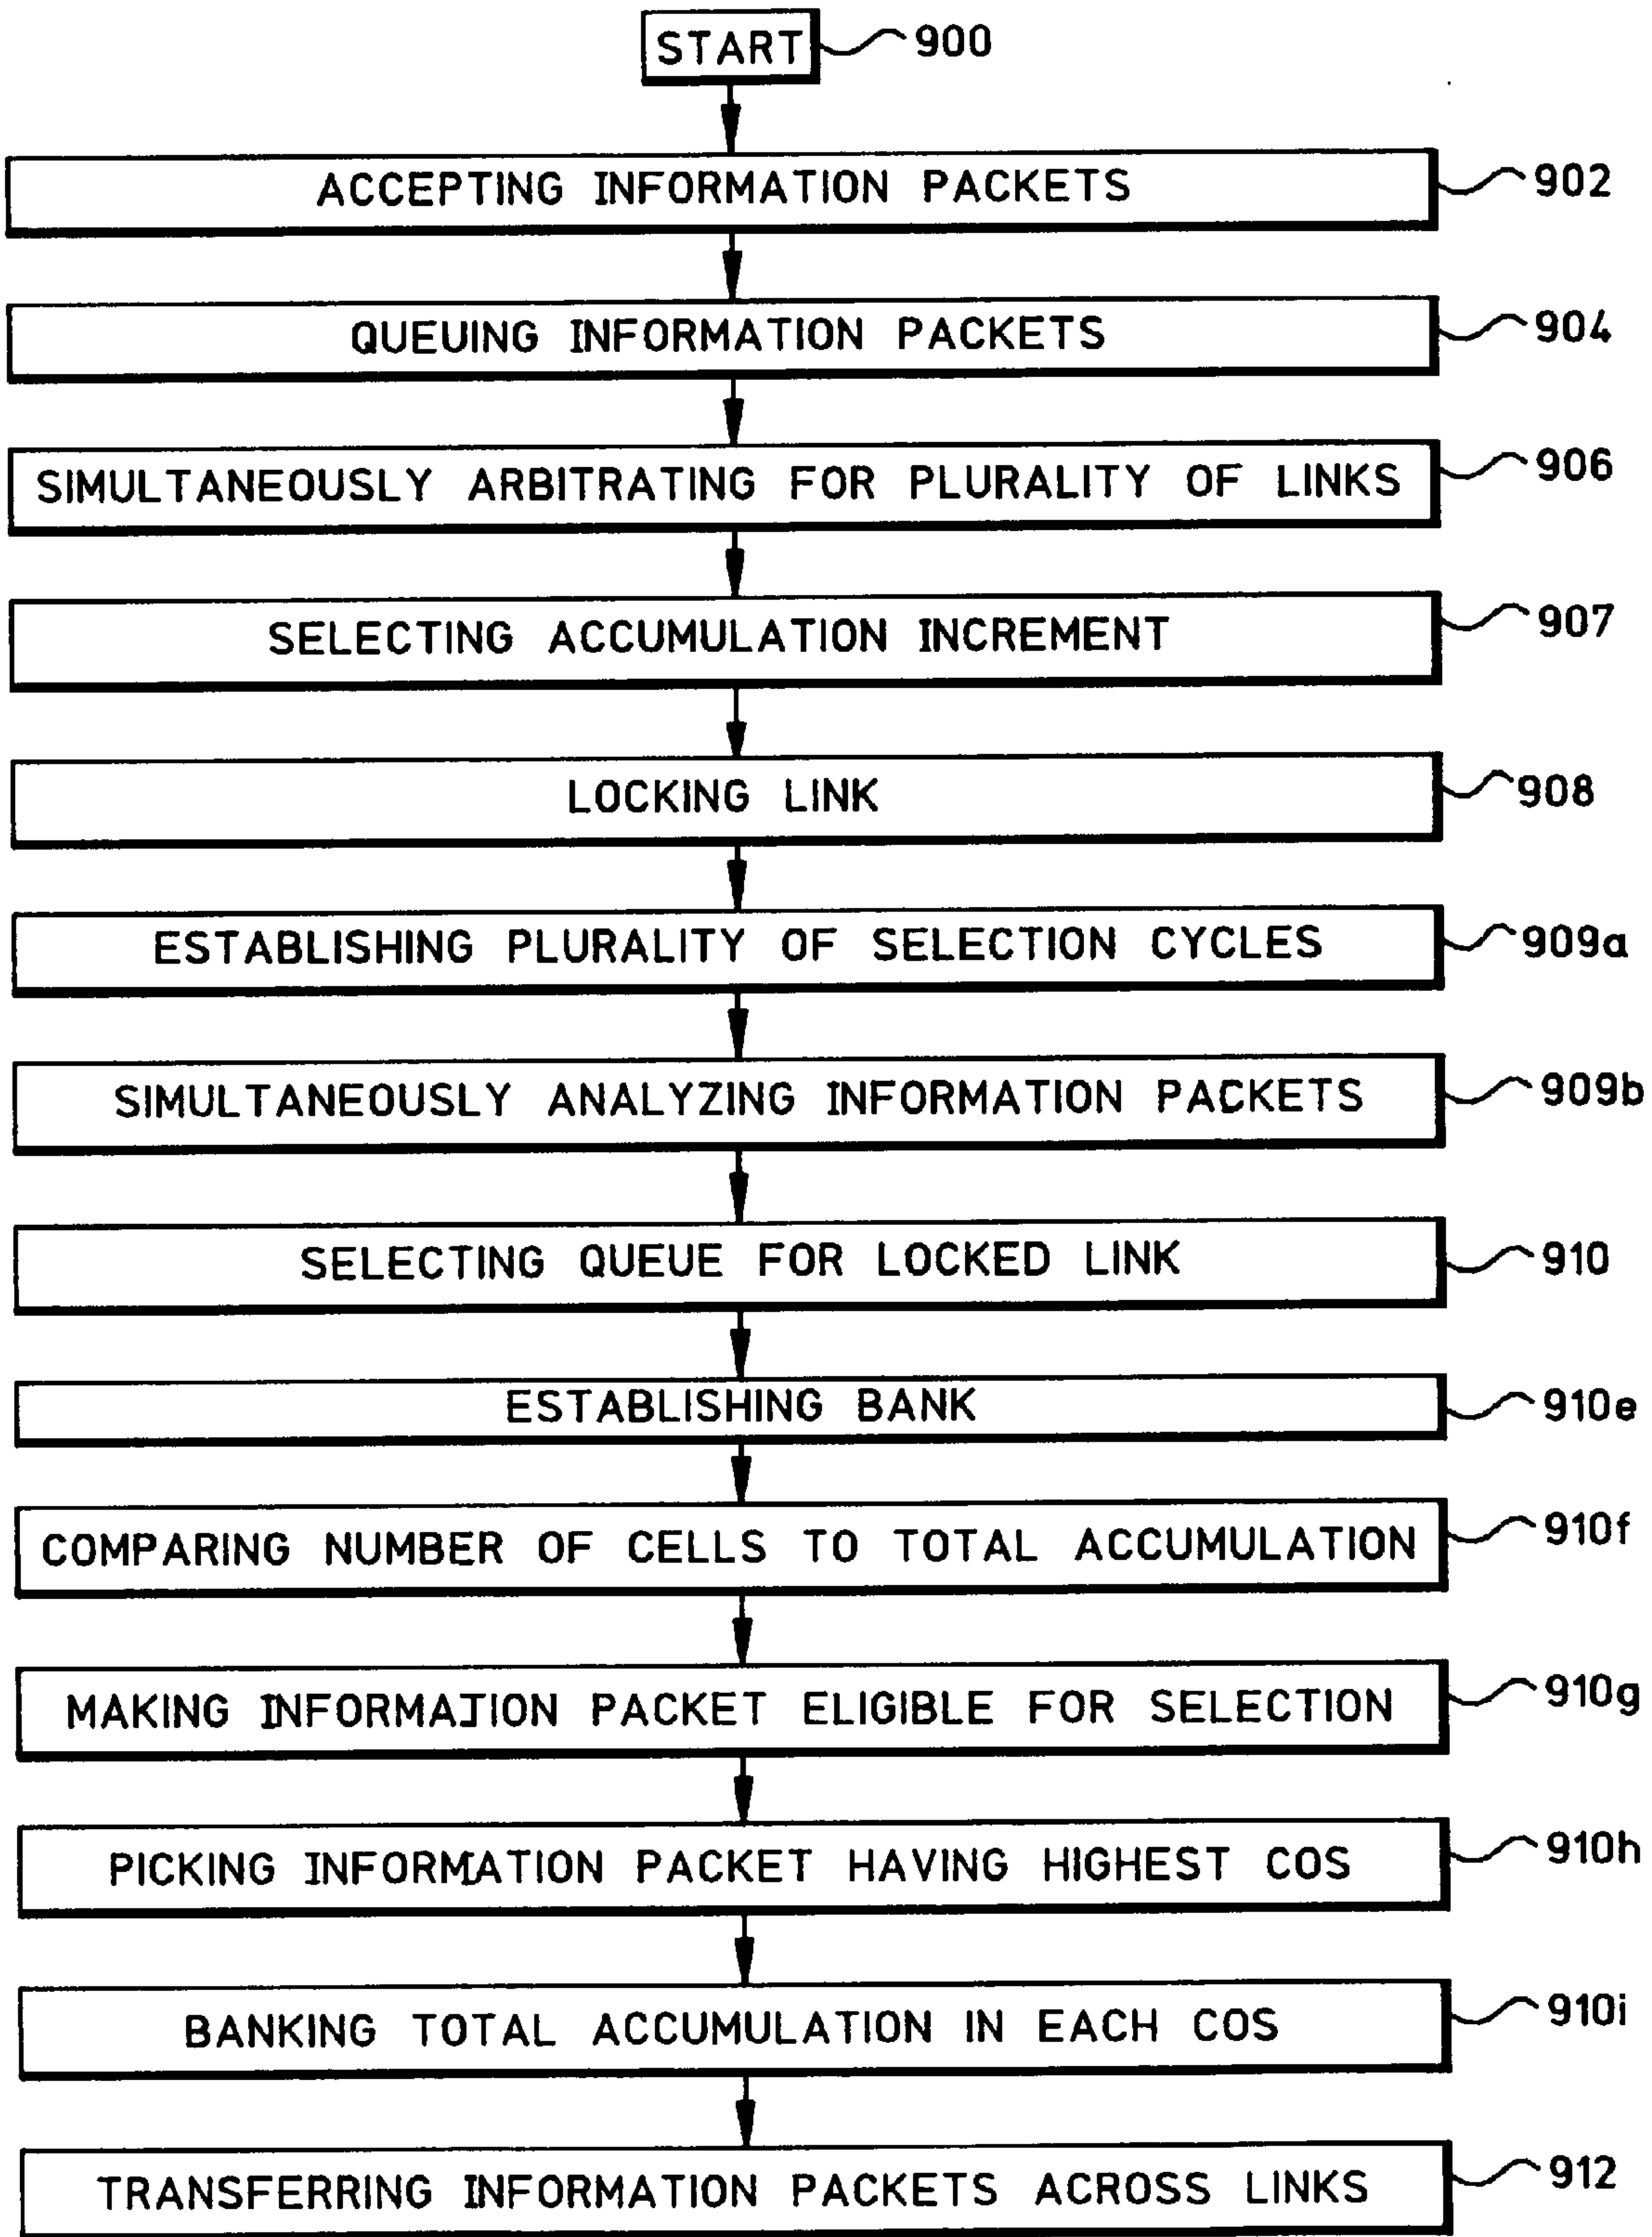 START 900
ACCEPTING INFORMATION PACKETS 902
QUEUING INFORMATION PACKETS 904
SIMULTANEOUSLY ARBITRATING FOR PLURALITY OF LINKS 906
SELECTING ACCUMULATION INCREMENT 907
LOCKING LINK 908
ESTABLISHING PLURALITY OF SELECTION CYCLES 909a
SIMULTANEOUSLY ANALYZING INFORMATION PACKETS 909b
SELECTING QUEUE FOR LOCKED LINK 910
ESTABLISHING BANK 910e
COMPARING NUMBER OF CELLS TO TOTAL ACCUMULATION 910f
MAKING INFORMATION PACKET ELIGIBLE FOR SELECTION 910g
PICKING INFORMATION PACKET HAVING HIGHEST COS 910h
BANKING TOTAL ACCUMULATION IN EACH COS 910i
TRANSFERRING INFORMATION PACKETS ACROSS LINKS 912